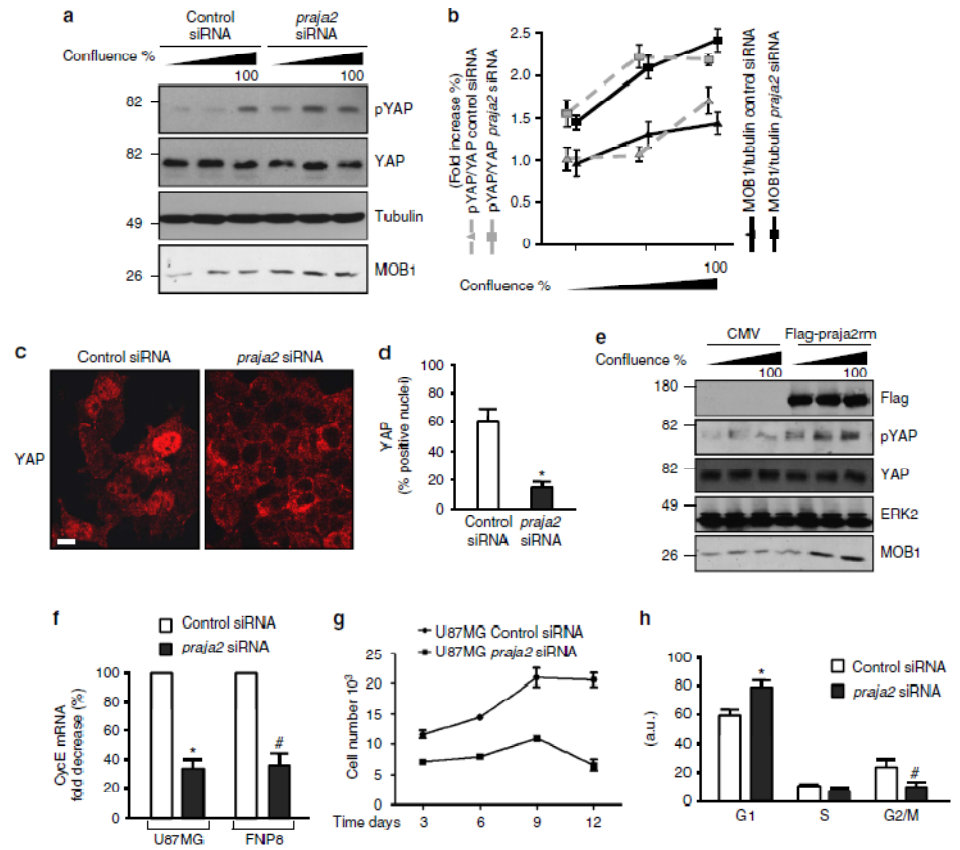 a
Control siRNA
praja2 siRNA
Confluence %
100
100
82
pYAP
82
YAP
49
Tubulin
26
MOB1
b
(Fold increase %)
pYAP/YAP control siRNA
pYAP/YAP praja2 siRNA
2.5
2.0
1.5
1.0
0.5
0
MOB1/tubulin control siRNA
MOB1/tubulin praja2 siRNA
100
Confluence %
c
Control siRNA
praja2 siRNA
YAP
d
YAP
(% positive nuclei)
100
80
60
40
20
0
*
Control siRNA
praja2 siRNA
e
CMV
Flag-praja2rm
Confluence %
100
100
180
Flag
82
pYAP
82
YAP
49
ERK2
26
MOB1
f
Control siRNA
praja2 siRNA
CycE mRNA
fold decrease (%)
100
80
60
40
20
0
*
#
U87MG
FNIP8
g
U87MG Control siRNA
U87MG praja2 siRNA
Cell number 10³
25
20
15
10
5
0
Time days
3
6
9
12
h
Control siRNA
praja2 siRNA
(a.u.)
100
80
60
40
20
0
*
#
G1
S
G2/M